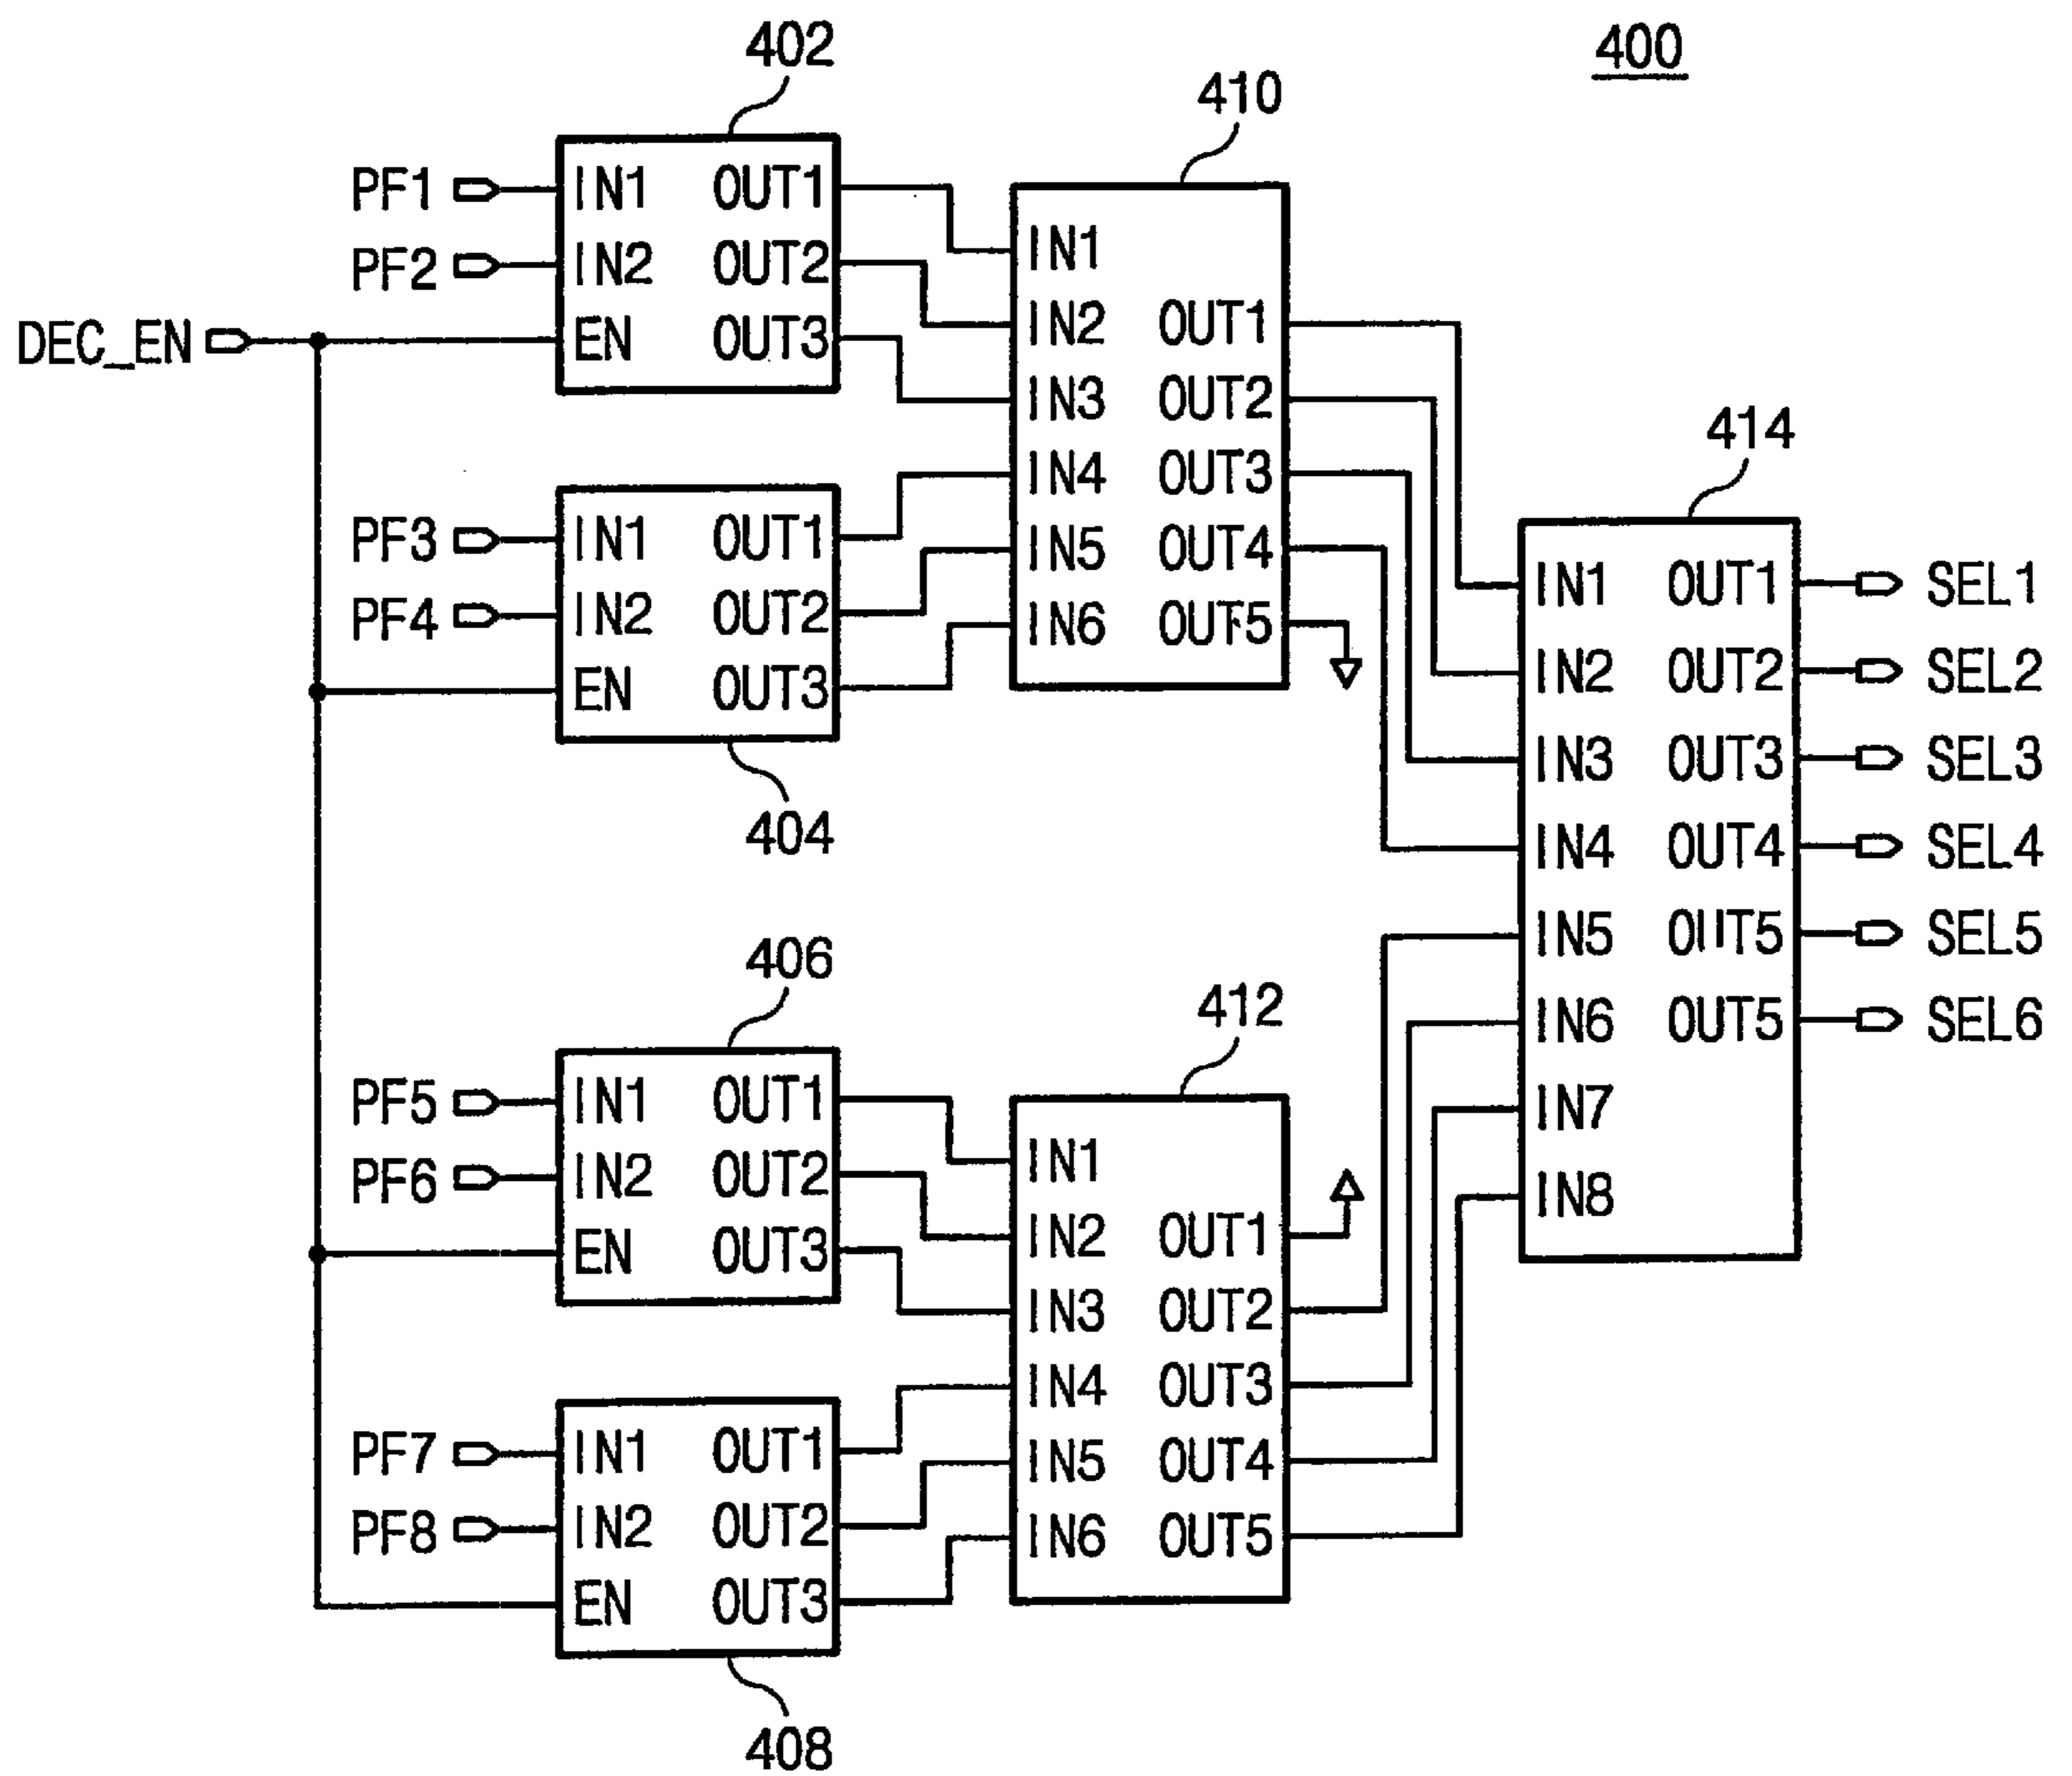 400
402
PF1 IN1 OUT1
PF2 IN2 OUT2
DEC_EN EN OUT3
PF3 IN1 OUT1
PF4 IN2 OUT2
EN OUT3
404
406
PF5 IN1 OUT1
PF6 IN2 OUT2
EN OUT3
PF7 IN1 OUT1
PF8 IN2 OUT2
EN OUT3
408
410
IN1
IN2 OUT1
IN3 OUT2
IN4 OUT3
IN5 OUT4
IN6 OUT5
412
IN1
IN2 OUT1
IN3 OUT2
IN4 OUT3
IN5 OUT4
IN6 OUT5
414
IN1 OUT1 SEL1
IN2 OUT2 SEL2
IN3 OUT3 SEL3
IN4 OUT4 SEL4
IN5 OUT5 SEL5
IN6 OUT5 SEL6
IN7
IN8